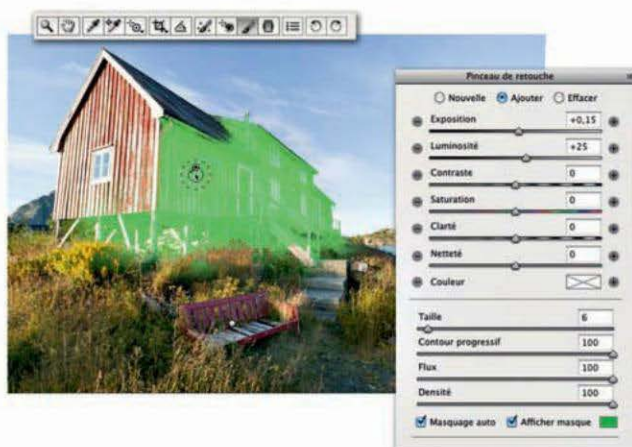 Pinceau de retouche
Nouvelle Ajouter Effacer
Exposition +0,15
Luminosité +25
Contraste 0
Saturation 0
Clarté 0
Netteté 0
Couleur
Taille 6
Contour progressif 100
Flux 100
Densité 100
Masquage auto Afficher masque